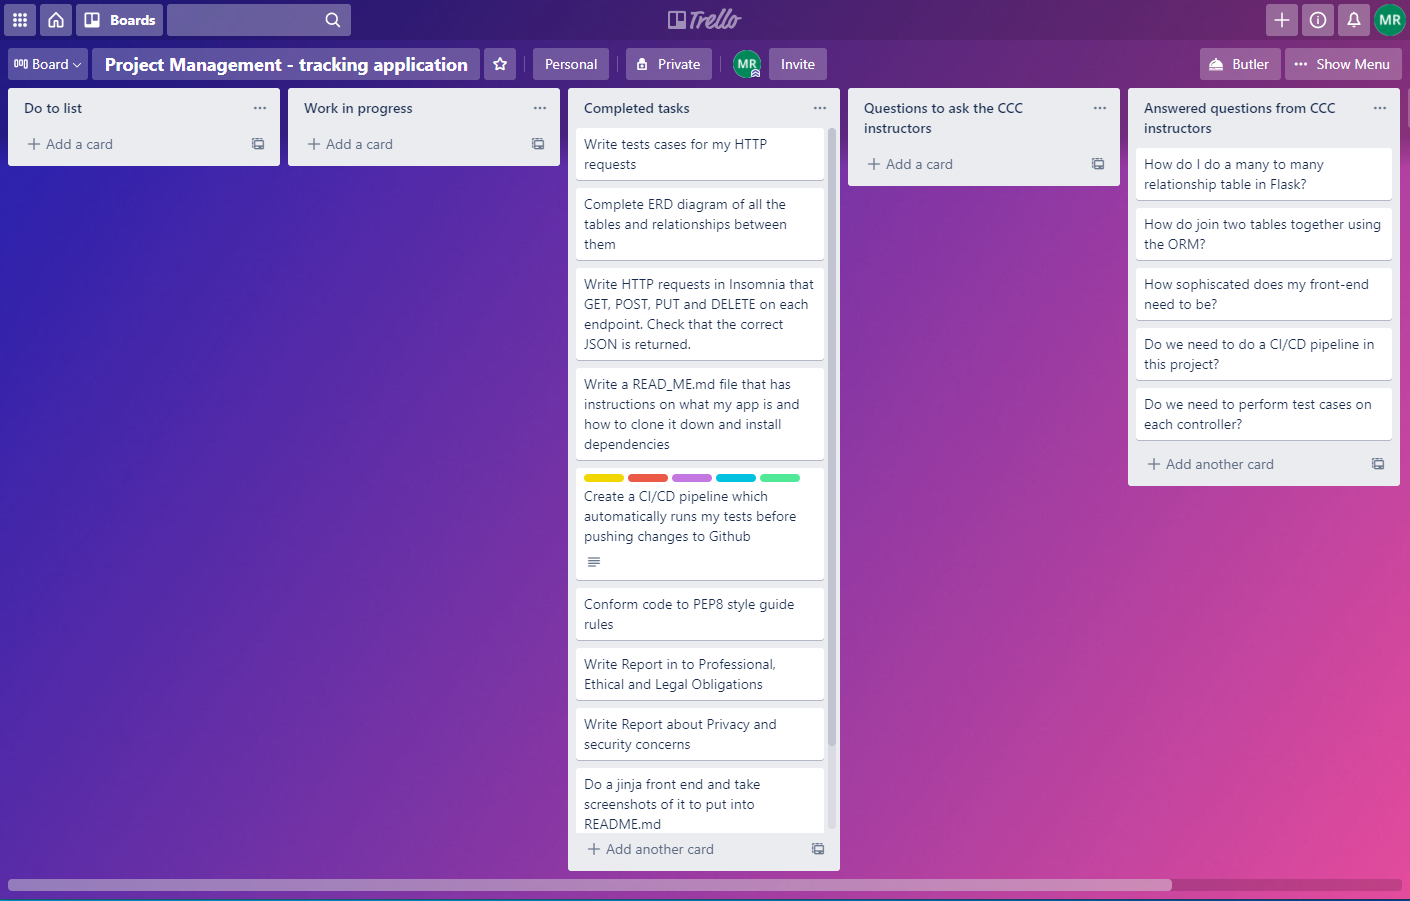 Boards
Trello
MR
Board
Project Management - tracking application
Personal
Private
MR
Invite
Butler
Show Menu
Do to list
Add a card
Work in progress
Add a card
Completed tasks
Write tests cases for my HTTP
requests
Complete ERD diagram of all the
tables and relationships between
them
Write HTTP requests in Insomnia that
GET, POST, PUT and DELETE on each
endpoint. Check that the correct
JSON is returned.
Write a READ_ME.md file that has
instructions on what my app is and
how to clone it down and install
dependencies
Create a CI/CD pipeline which
automatically runs my tests before
pushing changes to Github
Conform code to PEP8 style guide
rules
Write Report in to Professional,
Ethical and Legal Obligations
Write Report about Privacy and
security concerns
Do a jinja front end and take
screenshots of it to put into
README.md
Add another card
Questions to ask the CCC
instructors
Add a card
Answered questions from CCC
instructors
How do I do a many to many
relationship table in Flask?
How do join two tables together using
the ORM?
How sophiscated does my front-end
need to be?
Do we need to do a CI/CD pipeline in
this project?
Do we need to perform test cases on
each controller?
Add another card